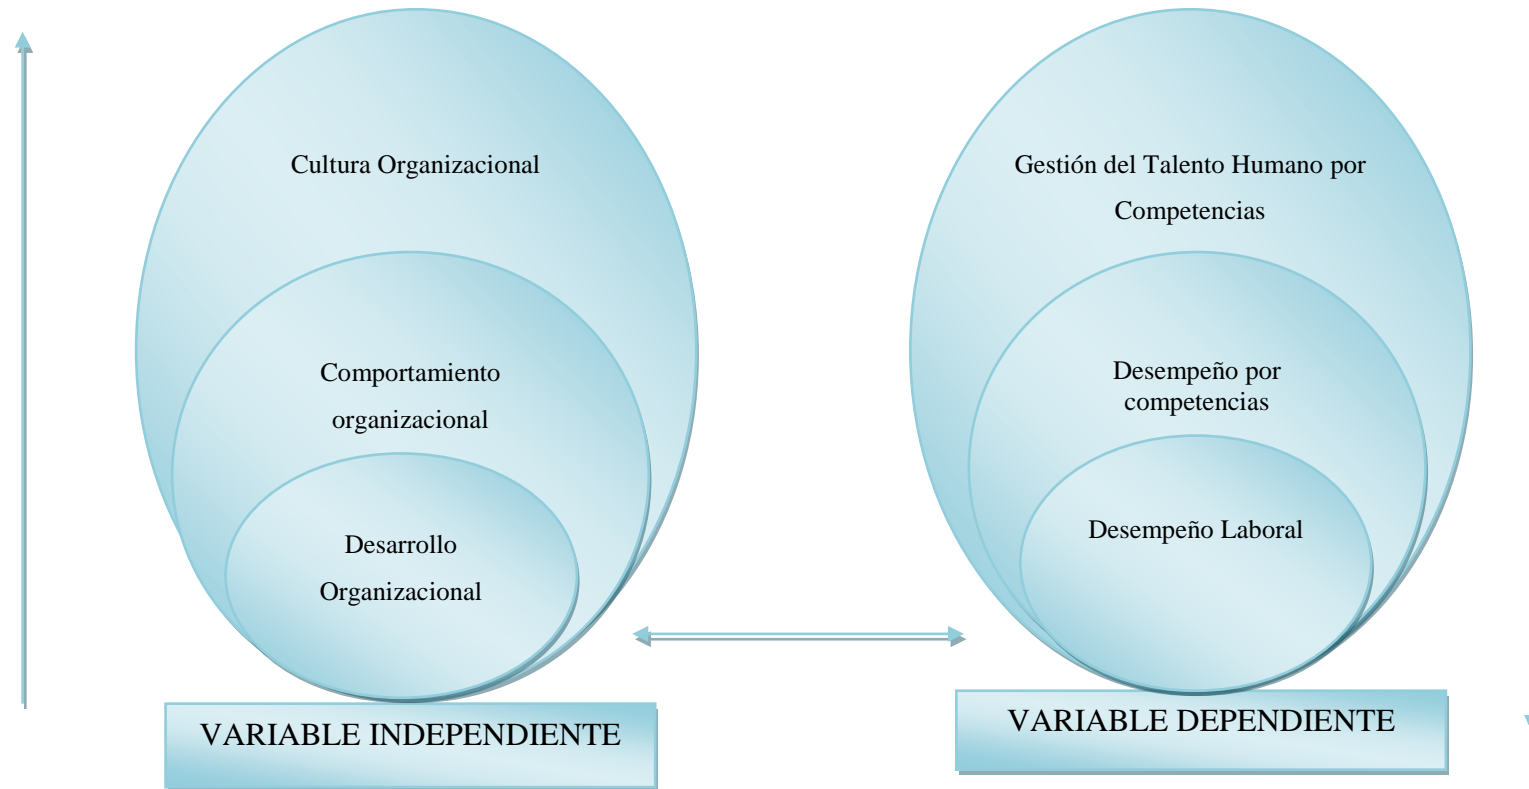 Cultura Organizacional
Comportamiento
organizacional
Desarrollo
Organizacional
VARIABLE INDEPENDIENTE
Gestión del Talento Humano por
Competencias
Desempeño por
competencias
Desempeño Laboral
VARIABLE DEPENDIENTE